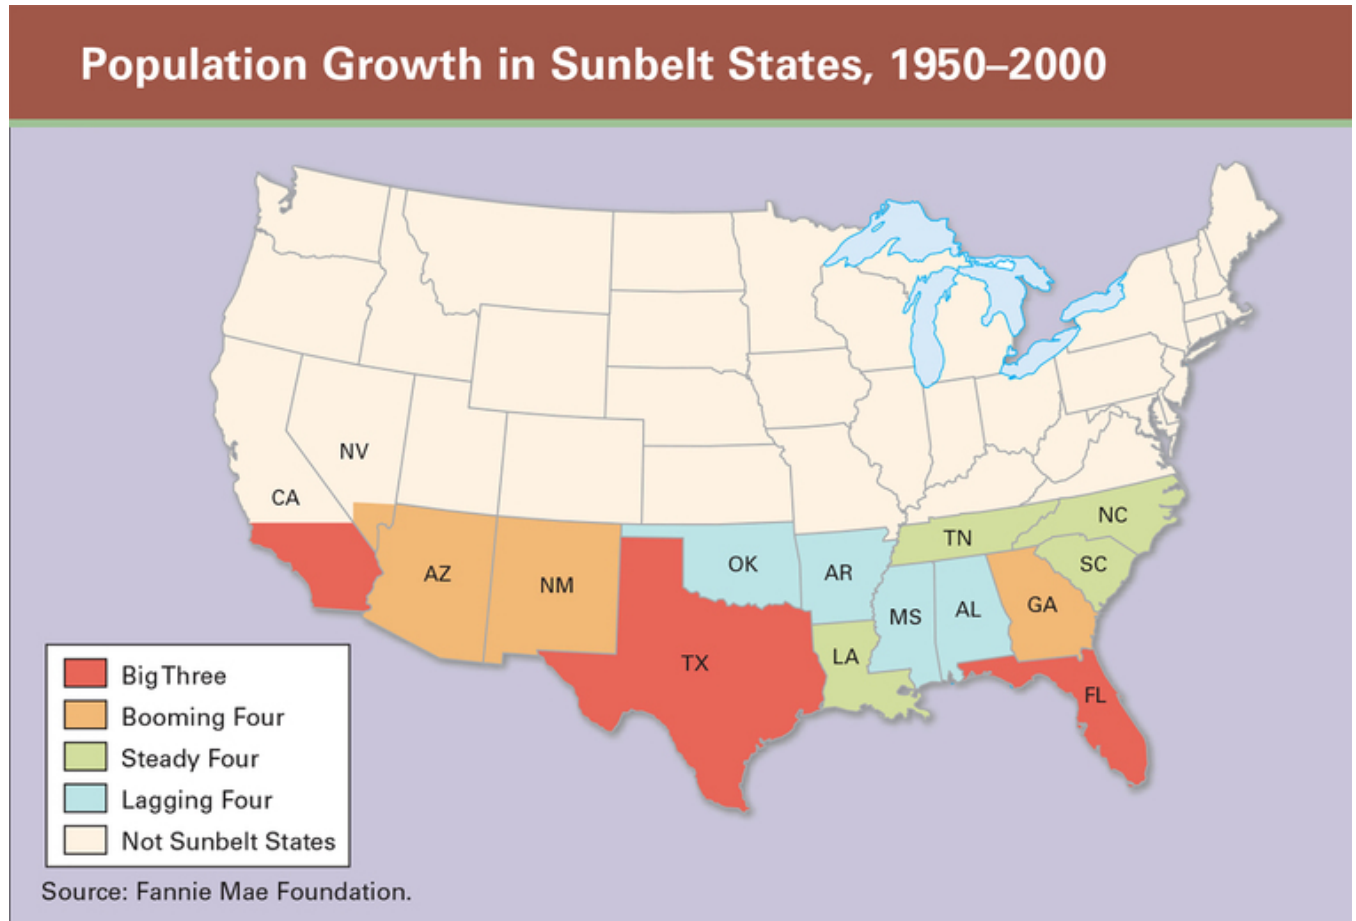 Population Growth in Sunbelt States, 1950–2000
NV
CA
AZ
NM
OK
AR
TN
NC
SC
MS
AL
GA
TX
LA
FL
Big Three
Booming Four
Steady Four
Lagging Four
Not Sunbelt States
Source: Fannie Mae Foundation.